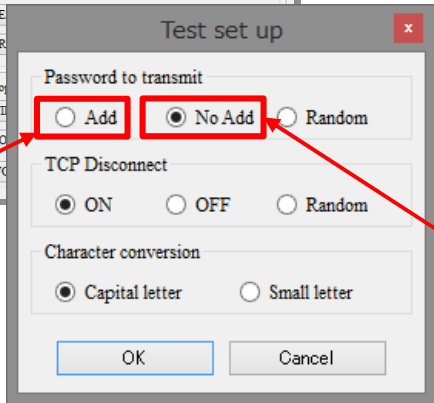 Test set up
x
Password to transmit
Add No Add Random
TCP Disconnect
ON OFF Random
Character conversion
Capital letter Small letter
OK Cancel